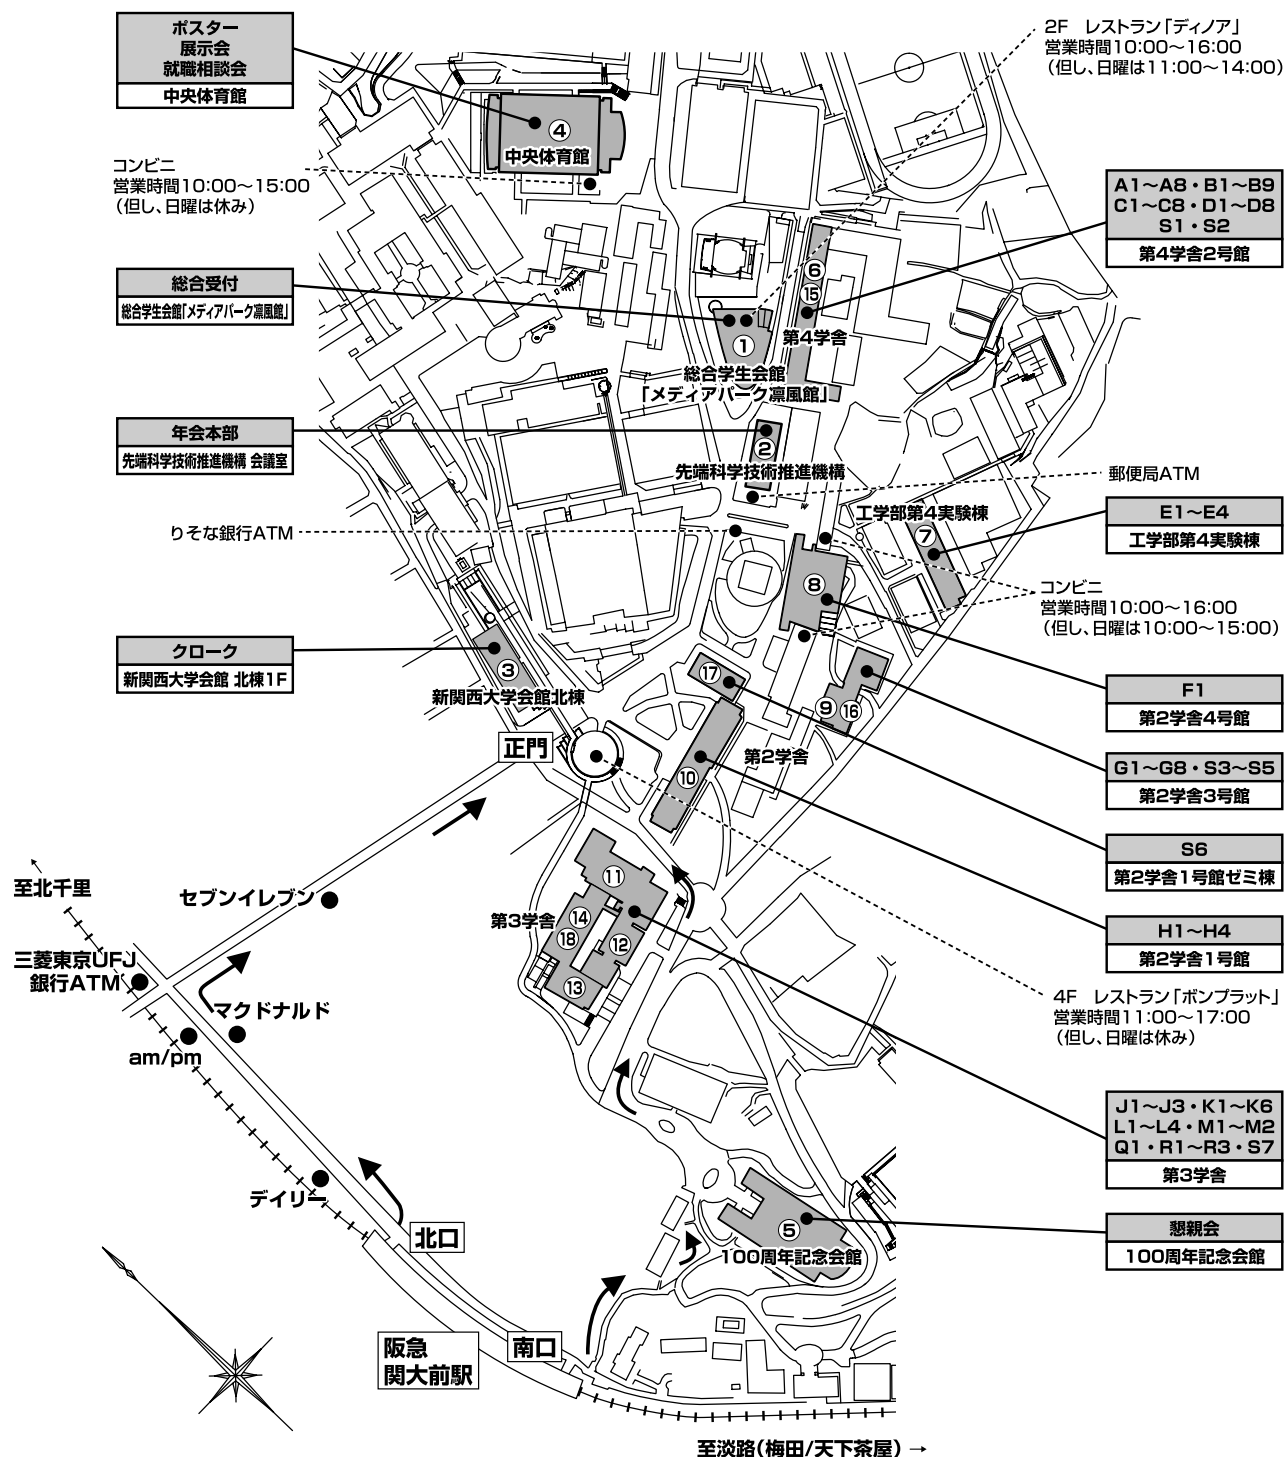 ポスター
展示会
就職相談会
中央体育館
コンビニ
営業時間10:00〜15:00
（但し、日曜は休み）
総合受付
総合学生会館「メディアパーク凛風館」
年会本部
先端科学技術推進機構 会議室
りそな銀行ATM
クローク
新関西大学会館 北棟1F
2F レストラン「ディノア」
営業時間10:00〜16:00
（但し、日曜は11:00〜14:00）
④
中央体育館
⑥
⑮
第4学舎
①
総合学生会館
「メディアパーク凛風館」
②
先端科学技術推進機構
工学部第4実験棟
⑦
⑧
③
新関西大学会館北棟
⑰
⑨
⑯
正門
第2学舎
⑩
⑪
第3学舎
⑭
⑱
⑫
⑬
⑤
100周年記念会館
A1〜A8・B1〜B9
C1〜C8・D1〜D8
S1・S2
第4学舎2号館
郵便局ATM
E1〜E4
工学部第4実験棟
コンビニ
営業時間10:00〜16:00
（但し、日曜は10:00〜15:00）
F1
第2学舎4号館
G1〜G8・S3〜S5
第2学舎3号館
S6
第2学舎1号館ゼミ棟
H1〜H4
第2学舎1号館
4F レストラン「ボンプラット」
営業時間11:00〜17:00
（但し、日曜は休み）
J1〜J3・K1〜K6
L1〜L4・M1〜M2
Q1・R1〜R3・S7
第3学舎
懇親会
100周年記念会館
至北千里
セブンイレブン
三菱東京UFJ
銀行ATM
マクドナルド
am/pm
デイリー
北口
南口
阪急
関大前駅
至淡路（梅田/天下茶屋）→